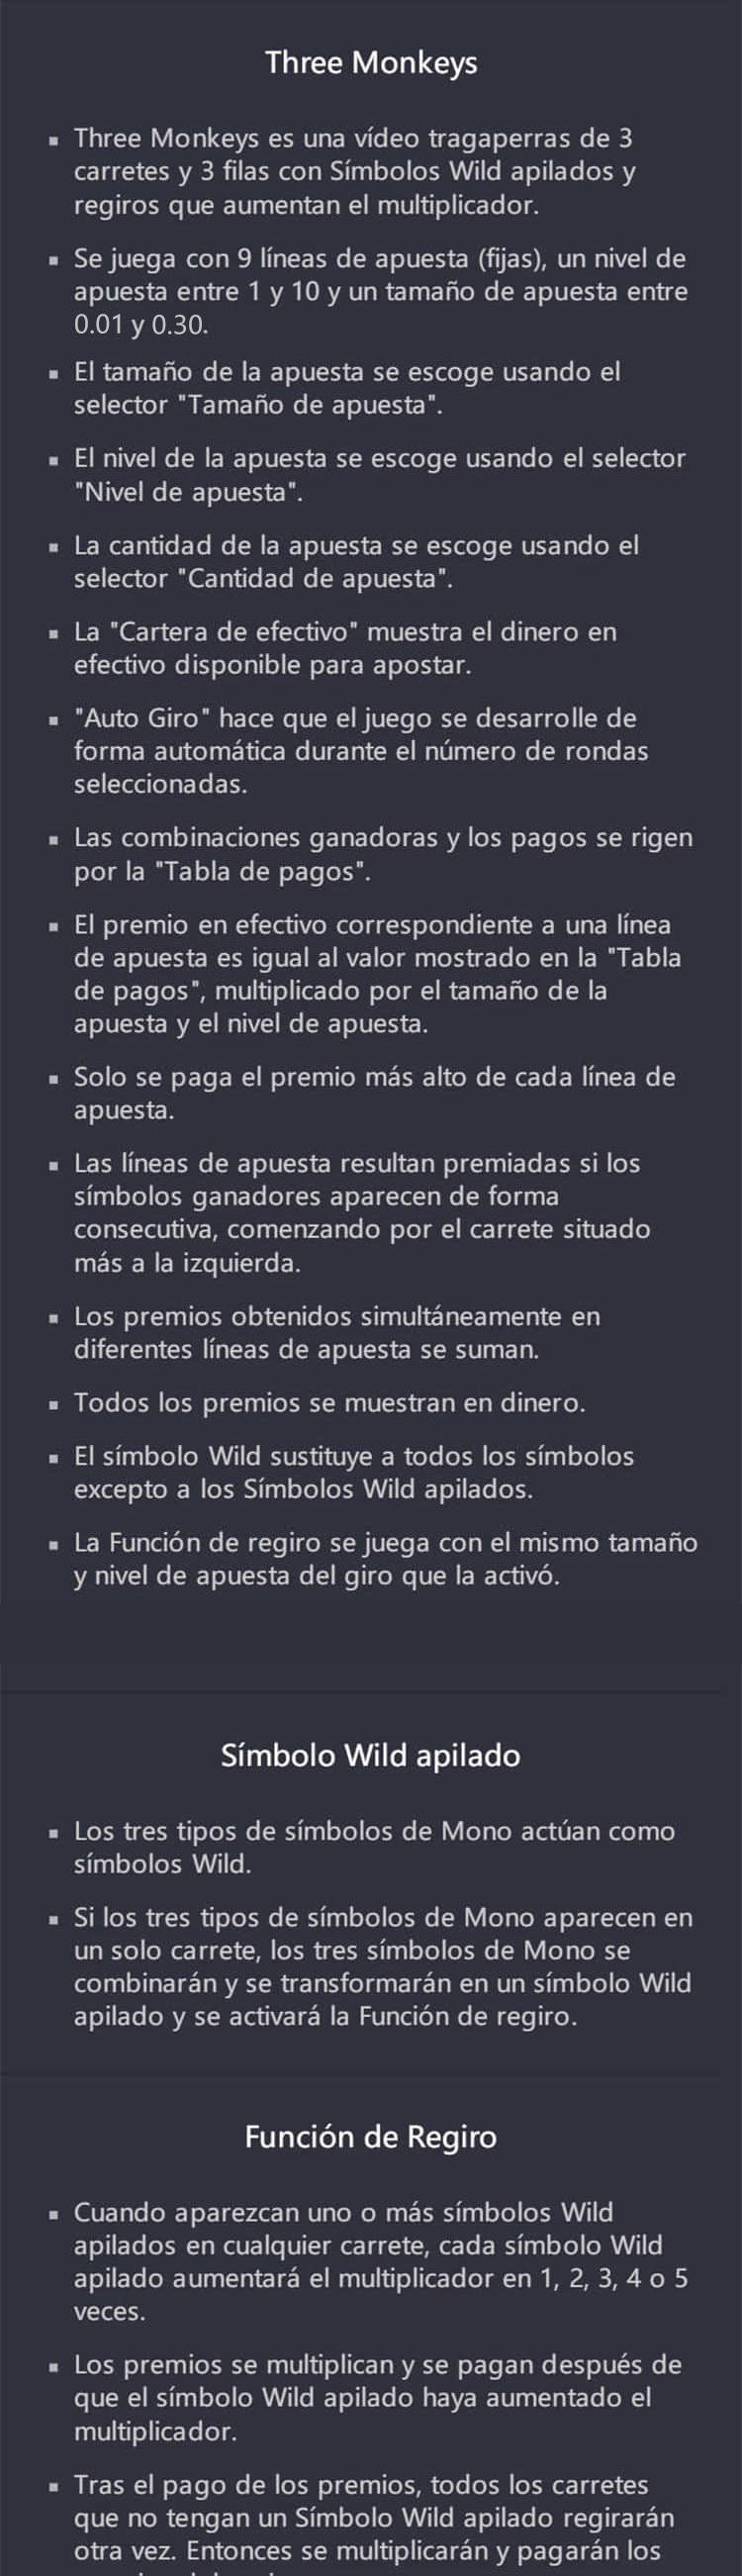 Three Monkeys
▪ Three Monkeys es una vídeo tragaperras de 3
carretes y 3 filas con Símbolos Wild apilados y
regiros que aumentan el multiplicador.
▪ Se juega con 9 líneas de apuesta (fijas), un nivel de
apuesta entre 1 y 10 y un tamaño de apuesta entre
0.01 y 0.30.
▪ El tamaño de la apuesta se escoge usando el
selector "Tamaño de apuesta".
▪ El nivel de la apuesta se escoge usando el selector
"Nivel de apuesta".
▪ La cantidad de la apuesta se escoge usando el
selector "Cantidad de apuesta".
▪ La "Cartera de efectivo" muestra el dinero en
efectivo disponible para apostar.
▪ "Auto Giro" hace que el juego se desarrolle de
forma automática durante el número de rondas
seleccionadas.
▪ Las combinaciones ganadoras y los pagos se rigen
por la "Tabla de pagos".
▪ El premio en efectivo correspondiente a una línea
de apuesta es igual al valor mostrado en la "Tabla
de pagos", multiplicado por el tamaño de la
apuesta y el nivel de apuesta.
▪ Solo se paga el premio más alto de cada línea de
apuesta.
▪ Las líneas de apuesta resultan premiadas si los
símbolos ganadores aparecen de forma
consecutiva, comenzando por el carrete situado
más a la izquierda.
▪ Los premios obtenidos simultáneamente en
diferentes líneas de apuesta se suman.
▪ Todos los premios se muestran en dinero.
▪ El símbolo Wild sustituye a todos los símbolos
excepto a los Símbolos Wild apilados.
▪ La Función de regiro se juega con el mismo tamaño
y nivel de apuesta del giro que la activó.
Símbolo Wild apilado
▪ Los tres tipos de símbolos de Mono actúan como
símbolos Wild.
▪ Si los tres tipos de símbolos de Mono aparecen en
un solo carrete, los tres símbolos de Mono se
combinarán y se transformarán en un símbolo Wild
apilado y se activará la Función de regiro.
Función de Regiro
▪ Cuando aparezcan uno o más símbolos Wild
apilados en cualquier carrete, cada símbolo Wild
apilado aumentará el multiplicador en 1, 2, 3, 4 o 5
veces.
▪ Los premios se multiplican y se pagan después de
que el símbolo Wild apilado haya aumentado el
multiplicador.
▪ Tras el pago de los premios, todos los carretes
que no tengan un Símbolo Wild apilado regirarán
otra vez. Entonces se multiplicarán y pagarán los